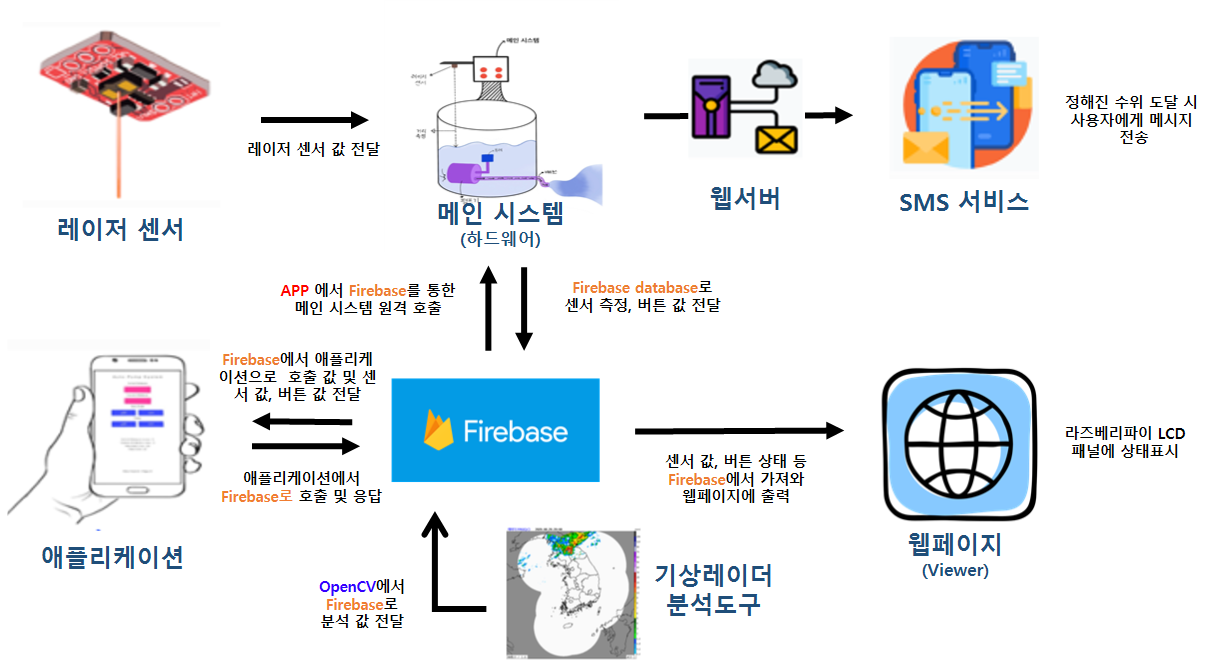 메인 시스템
레이저 센서 값 전달
레이저 센서
메인 시스템
(하드웨어)
웹서버
SMS 서비스
정해진 수위 도달 시
사용자에게 메시지
전송
APP 에서 Firebase를 통한
메인 시스템 원격 호출
Firebase database로
센서 측정, 버튼 값 전달
Firebase에서 애플리케
이션으로 호출 값 및 센
서 값, 버튼 값 전달
애플리케이션에서
Firebase로 호출 및 응답
애플리케이션
Firebase
센서 값, 버튼 상태 등
Firebase에서 가져와
웹페이지에 출력
웹페이지
(Viewer)
라즈베리파이 LCD
패널에 상태표시
OpenCV에서
Firebase로
분석 값 전달
기상레이더
분석도구